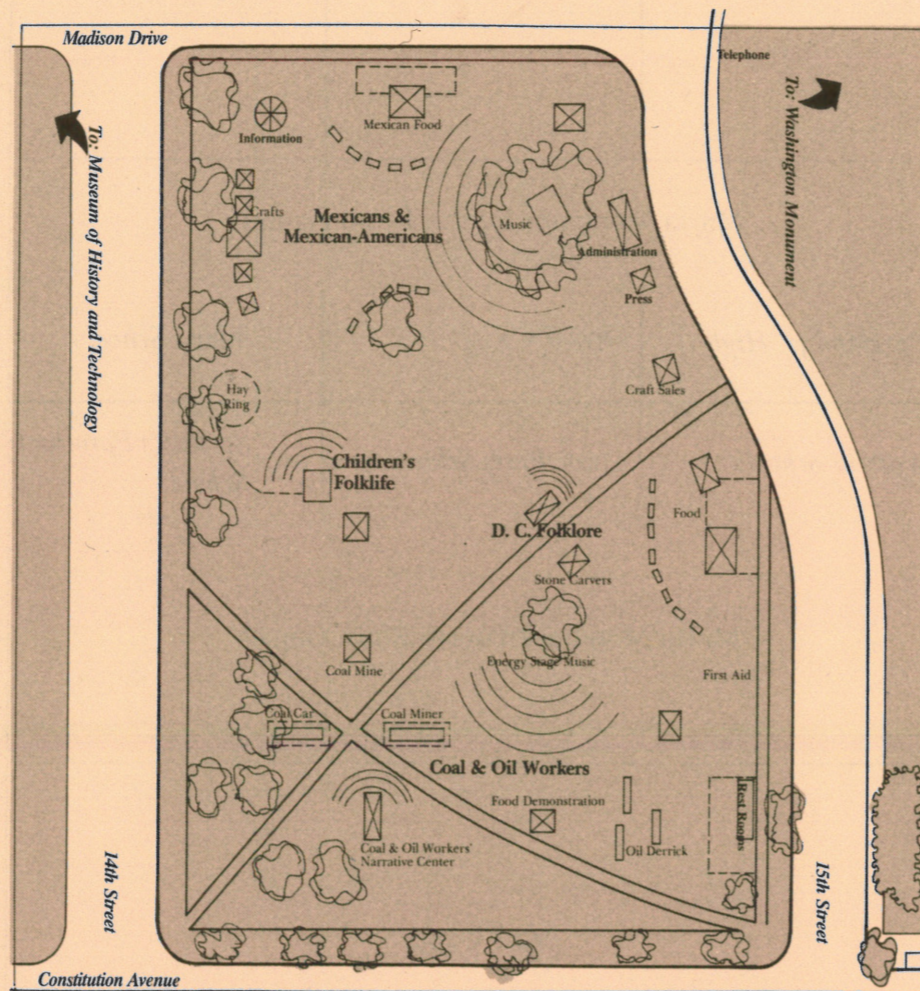 Madison Drive
Telephone
To: Washington Monument
To: Museum of History and Technology
Information
Mexican Food
Crafts
Mexicans &
Mexican-Americans
Music
Administration
Press
Craft Sales
Hay
Ring
Children's
Folklife
D. C. Folklore
Food
Stone Carvers
Energy Stage Music
First Aid
Coal Mine
Coal Car
Coal Miner
Coal & Oil Workers
Food Demonstration
Rest Rooms
Oil Derrick
Coal & Oil Workers'
Narrative Center
14th Street
15th Street
Constitution Avenue